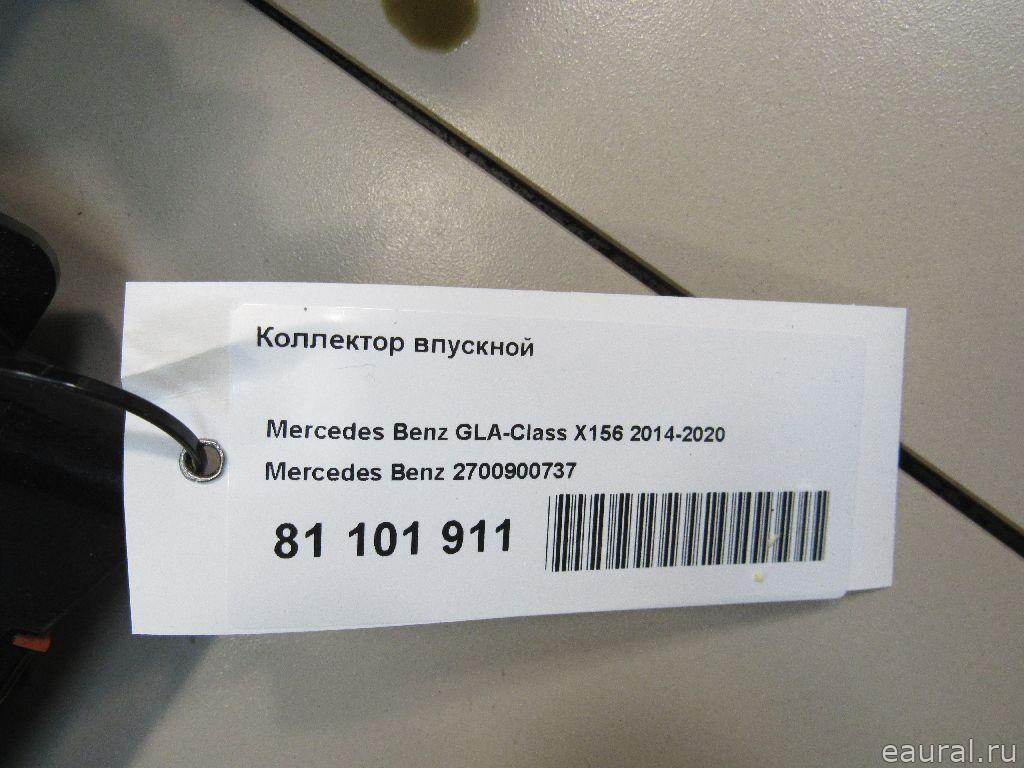 Коллектор впускной
Mercedes Benz GLA-Class X156 2014-2020
Mercedes Benz 2700900737
81 101 911
eaural.ru